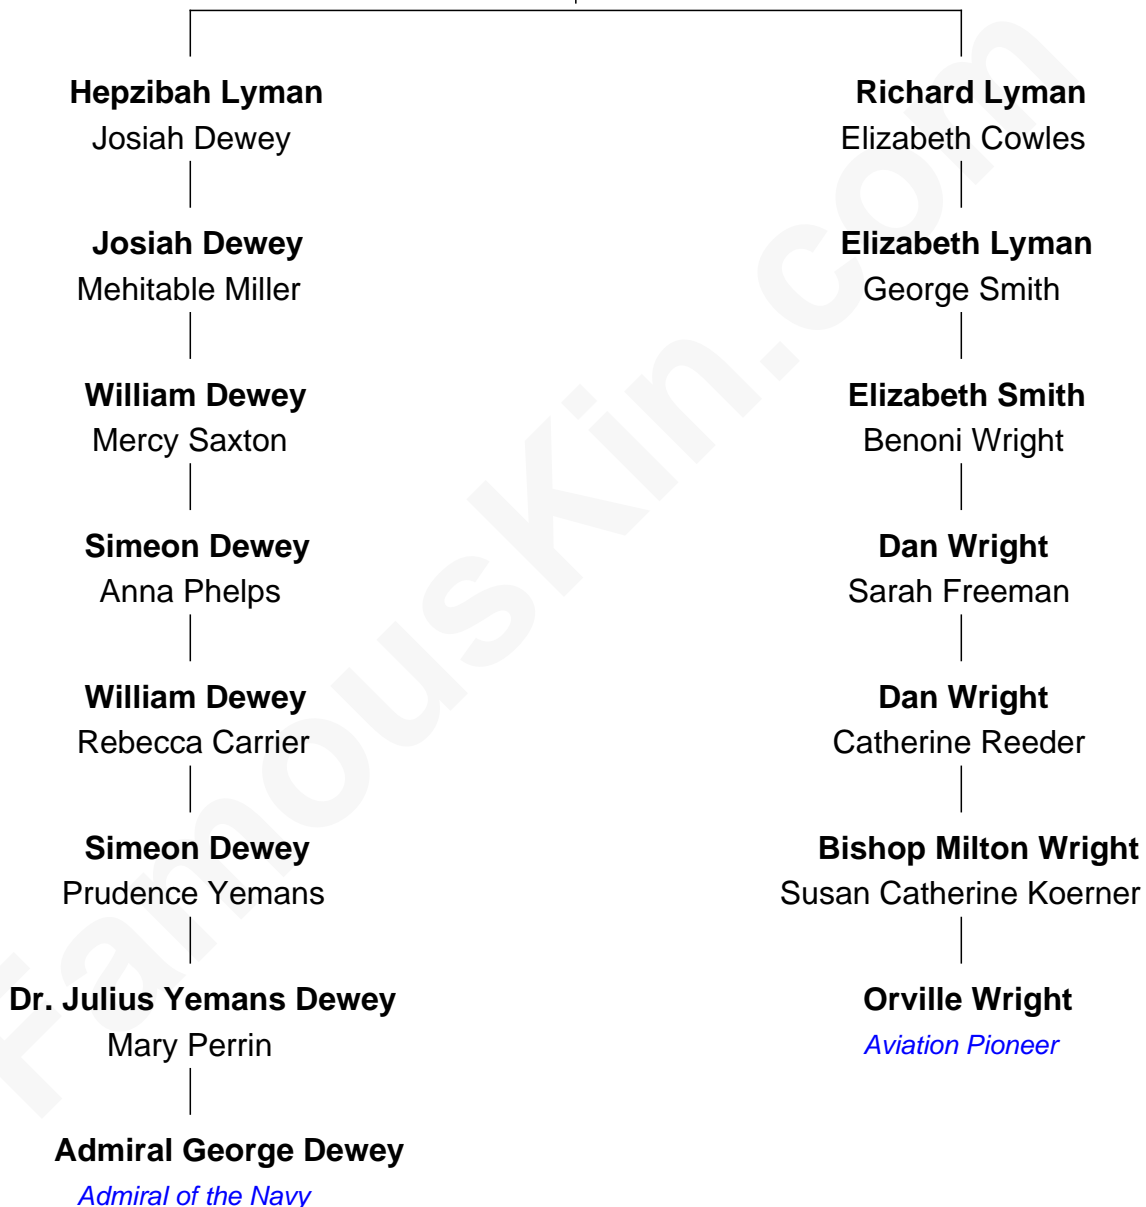 Hepzibah Lyman
Josiah Dewey
Richard Lyman
Elizabeth Cowles
Josiah Dewey
Mehitable Miller
Elizabeth Lyman
George Smith
William Dewey
Mercy Saxton
Elizabeth Smith
Benoni Wright
Simeon Dewey
Anna Phelps
Dan Wright
Sarah Freeman
William Dewey
Rebecca Carrier
Dan Wright
Catherine Reeder
Simeon Dewey
Prudence Yemans
Bishop Milton Wright
Susan Catherine Koerner
Dr. Julius Yemans Dewey
Mary Perrin
Orville Wright
Aviation Pioneer
Admiral George Dewey
Admiral of the Navy
FamousKin.com